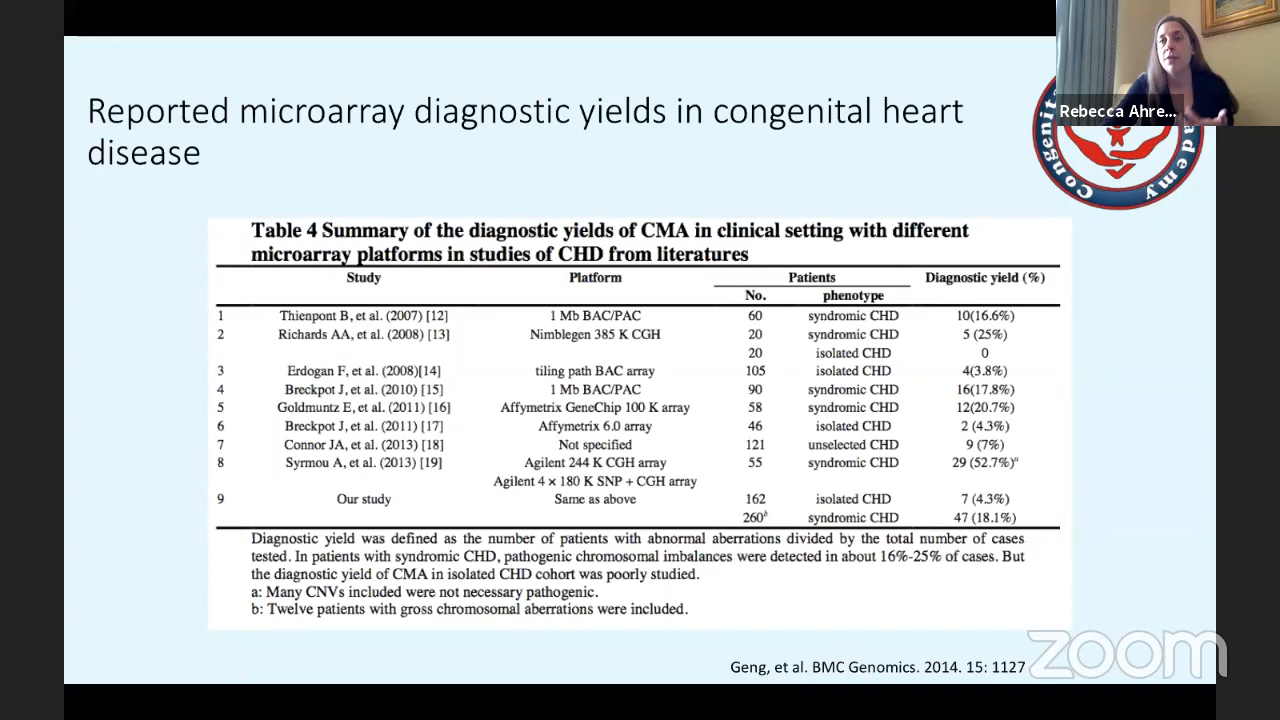 Reported microarray diagnostic yields in congenital heart
disease
Rebecca Ahre...
Table 4 Summary of the diagnostic yields of CMA in clinical setting with different
microarray platforms in studies of CHD from literatures
Study Platform Patients Diagnostic yield (%)
No. phenotype
1 Thienpont B, et al. (2007) [12] 1 Mb BAC/PAC 60 syndromic CHD 10(16.6%)
2 Richards AA, et al. (2008) [13] Nimblegen 385 K CGH 20 syndromic CHD 5 (25%)
20 isolated CHD 0
3 Erdogan F, et al. (2008)[14] tiling path BAC array 105 isolated CHD 4(3.8%)
4 Breckpot J, et al. (2010) [15] 1 Mb BAC/PAC 90 syndromic CHD 16(17.8%)
5 Goldmuntz E, et al. (2011) [16] Affymetrix GeneChip 100 K array 58 syndromic CHD 12(20.7%)
6 Breckpot J, et al. (2011) [17] Affymetrix 6.0 array 46 isolated CHD 2 (4.3%)
7 Connor JA, et al. (2013) [18] Not specified 121 unselected CHD 9 (7%)
8 Syrmou A, et al. (2013) [19] Agilent 244 K CGH array 55 syndromic CHD 29 (52.7%)a
Agilent 4 × 180 K SNP + CGH array
9 Our study Same as above 162 isolated CHD 7 (4.3%)
260b syndromic CHD 47 (18.1%)
Diagnostic yield was defined as the number of patients with abnormal aberrations divided by the total number of cases
tested. In patients with syndromic CHD, pathogenic chromosomal imbalances were detected in about 16%-25% of cases. But
the diagnostic yield of CMA in isolated CHD cohort was poorly studied.
a: Many CNVs included were not necessary pathogenic.
b: Twelve patients with gross chromosomal aberrations were included.
Geng, et al. BMC Genomics. 2014. 15: 1127
zoom